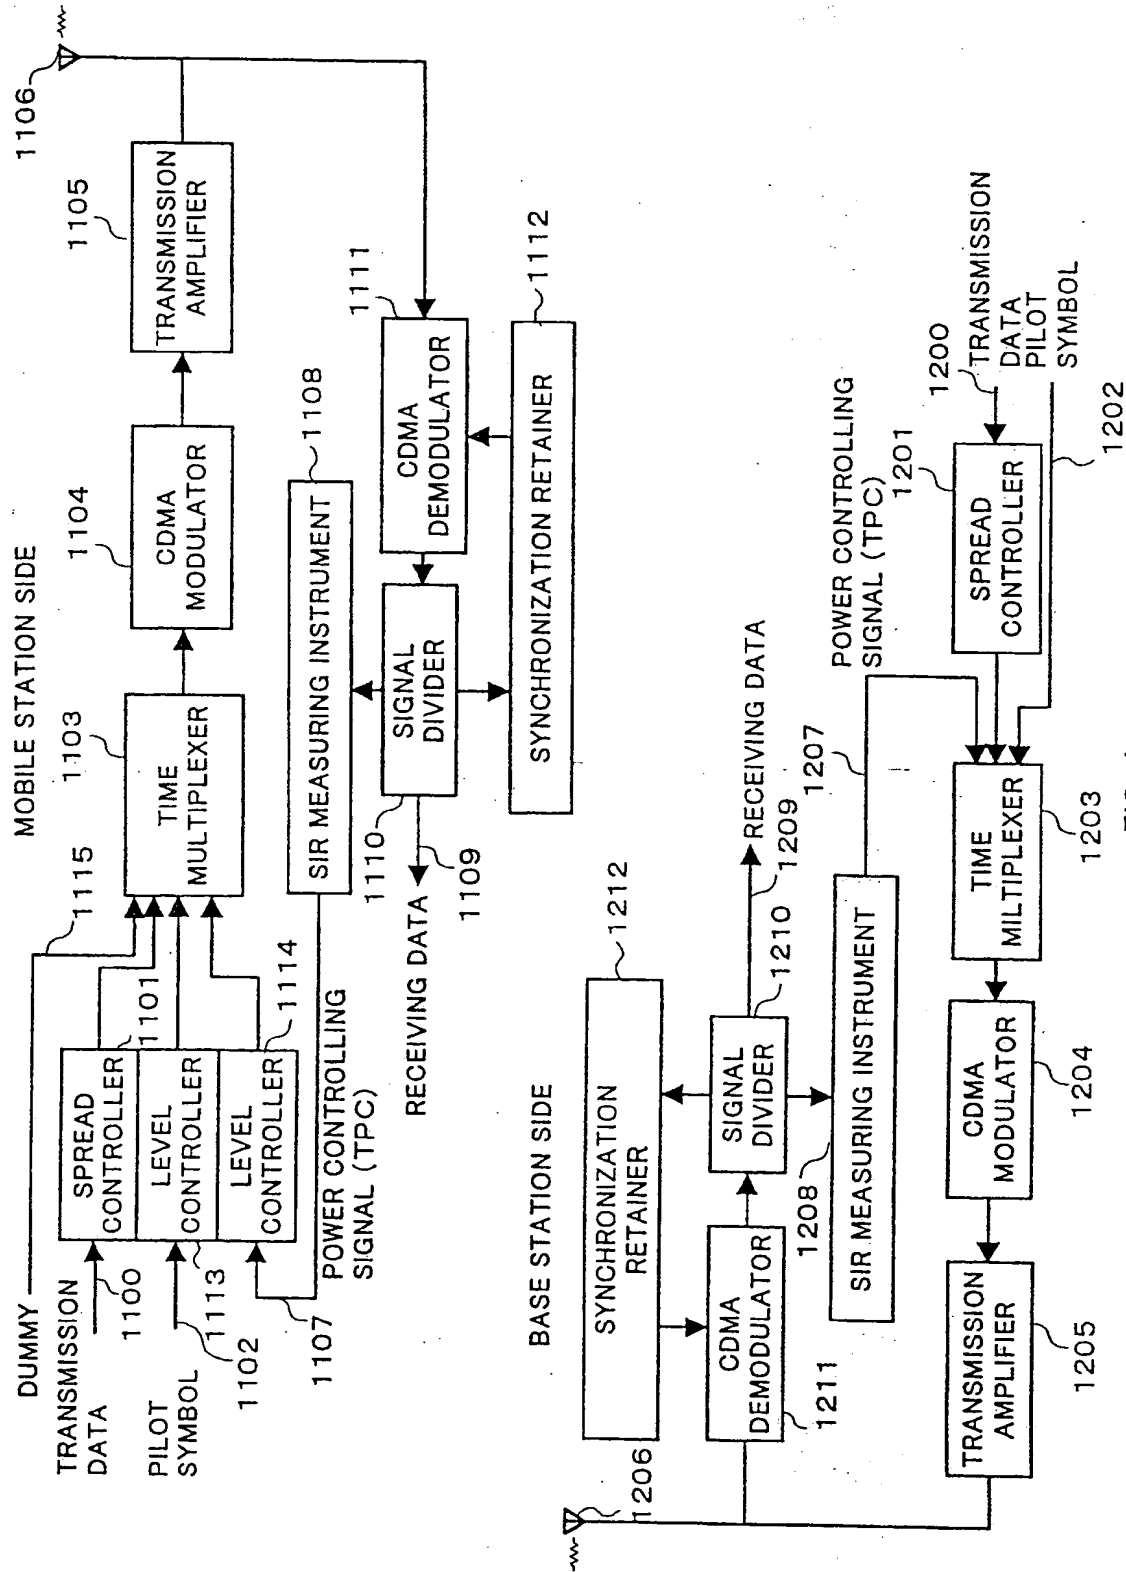 MOBILE STATION SIDE
DUMMY
1115
TRANSMISSION
DATA
1100
SPREAD
CONTROLLER
1101
PILOT
SYMBOL
1102
LEVEL
CONTROLLER
1113
LEVEL
CONTROLLER
1114
1107
POWER CONTROLLING
SIGNAL (TPC)
TIME
MULTIPLEXER
1103
CDMA
MODULATOR
1104
TRANSMISSION
AMPLIFIER
1105
1106
SIR MEASURING INSTRUMENT
1108
RECEIVING DATA
1109
1110
SIGNAL
DIVIDER
CDMA
DEMODULATOR
1111
SYNCHRONIZATION RETAINER
1112
BASE STATION SIDE
1206
SYNCHRONIZATION
RETAINER
1212
CDMA
DEMODULATOR
1211
SIGNAL
DIVIDER
1210
RECEIVING DATA
1209
1208
SIR MEASURING INSTRUMENT
1207
POWER CONTROLLING
SIGNAL (TPC)
TRANSMISSION
AMPLIFIER
1205
CDMA
MODULATOR
1204
TIME
MILTIPLEXER
1203
SPREAD
CONTROLLER
1201
1200
TRANSMISSION
DATA
PILOT
SYMBOL
1202